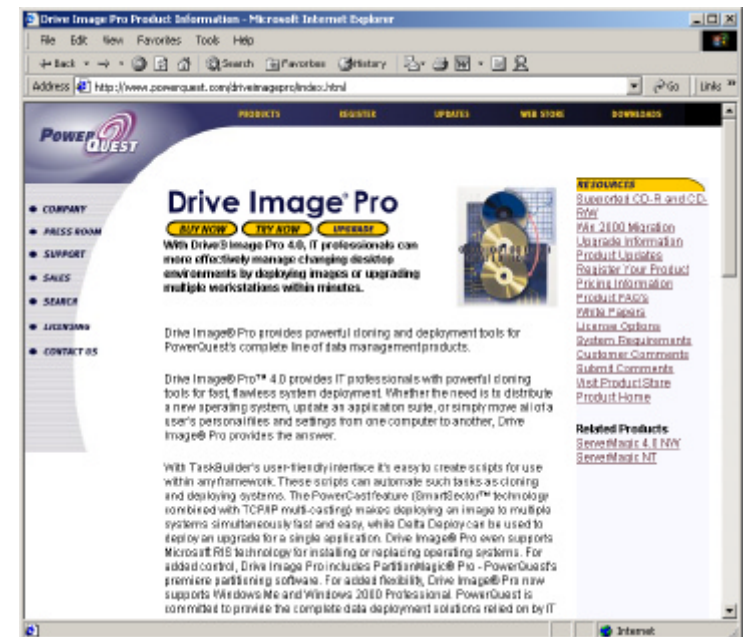 Drive Image Pro Product Information - Microsoft Internet Explorer
File Edit View Favorites Tools Help
Back Search Favorites History
Address http://www.powerquest.com/driveimagepro/index.html Go Links »
PRODUCTS REGISTER UPDATES WEB STORE DOWNLOADS
POWERQUEST
COMPANY
PRESS ROOM
SUPPORT
SALES
SEARCH
LICENSING
CONTACT US
Drive Image® Pro
BUY NOW TRY NOW UPGRADE
With Drive® Image Pro 4.0, IT professionals can
more effectively manage changing desktop
environments by deploying images or upgrading
multiple workstations within minutes.
Drive Image® Pro provides powerful cloning and deployment tools for
PowerQuest's complete line of data management products.
Drive Image® Pro™ 4.0 provides IT professionals with powerful cloning
tools for fast, flawless system deployment. Whether the need is to distribute
a new operating system, update an application suite, or simply move all of a
user's personal files and settings from one computer to another, Drive
Image® Pro provides the answer.
With TaskBuilder's user-friendly interface it's easy to create scripts for use
within any framework. These scripts can automate such tasks as cloning
and deploying systems. The PowerCast feature (SmartSector™ technology
combined with TCP/IP multi-casting) makes deploying an image to multiple
systems simultaneously fast and easy, while Delta Deploy can be used to
deploy an upgrade for a single application. Drive Image® Pro even supports
Microsoft RIS technology for installing or replacing operating systems. For
added control, Drive Image Pro includes PartitionMagic® Pro - PowerQuest's
premiere partitioning software. For added flexibility, Drive Image® Pro now
supports Windows Me and Windows 2000 Professional. PowerQuest is
committed to provide the complete data deployment solutions relied on by IT
RESOURCES
Supported CD-R and CD-
R/W
Win 2000 Migration
Upgrade Information
Product Updates
Register Your Product
Pricing Information
Product FAQ's
White Papers
License Options
System Requirements
Customer Comments
Submit Comments
Visit Product Store
Product Home
Related Products
ServerMagic 4.0 NW
ServerMagic NT
Internet